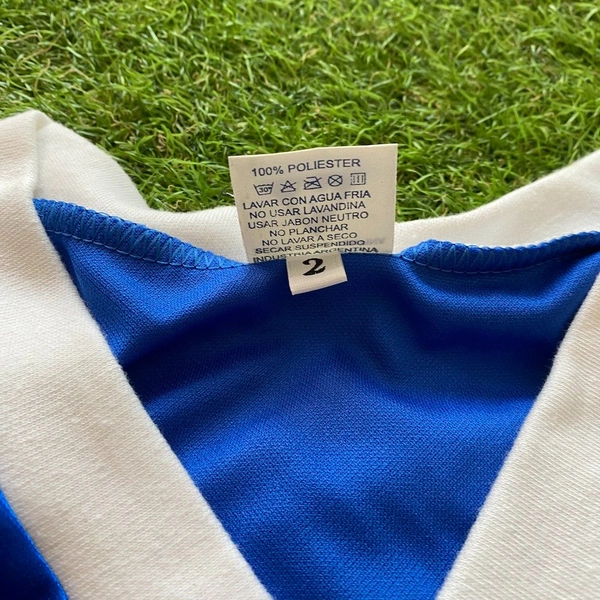 100% POLIESTER
30°
LAVAR CON AGUA FRIA
NO USAR LAVANDINA
USAR JABON NEUTRO
NO PLANCHAR
NO LAVAR A SECO
SECAR SUSPENDIDO
INDUSTRIA ARGENTINA
2